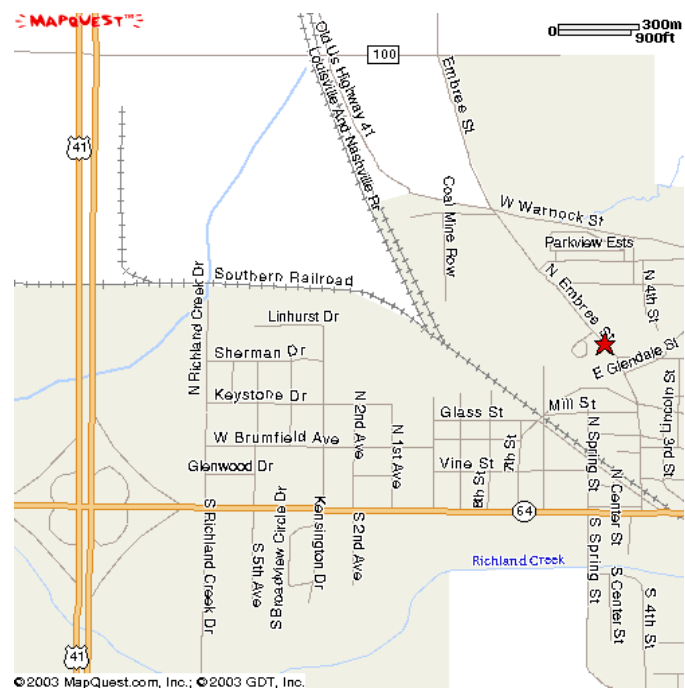 MAPQUEST™
0 300m
900ft
100
Old Us Highway 41
Louisville And Nashville Rr
Embree St
41
Coal Mine Row
W Warnock St
Parkview Ests
N 4th St
N Embree St
Southern Railroad
N Richland Creek Dr
Linhurst Dr
Sherman Dr
E Glendale St
Keystone Dr
N 2nd Ave
N 1st Ave
Glass St
Mill St
Lincoln 3rd St
W Brumfield Ave
7th St
N Spring St
Glenwood Dr
Vine St
8th St
N Center St
S Richland Creek Dr
S 5th Ave
S Broadview Circle Dr
Kensington Dr
S 2nd Ave
64
Richland Creek
S Spring St
S Center St
S 4th St
41
©2003 MapQuest.com, Inc.; ©2003 GDT, Inc.